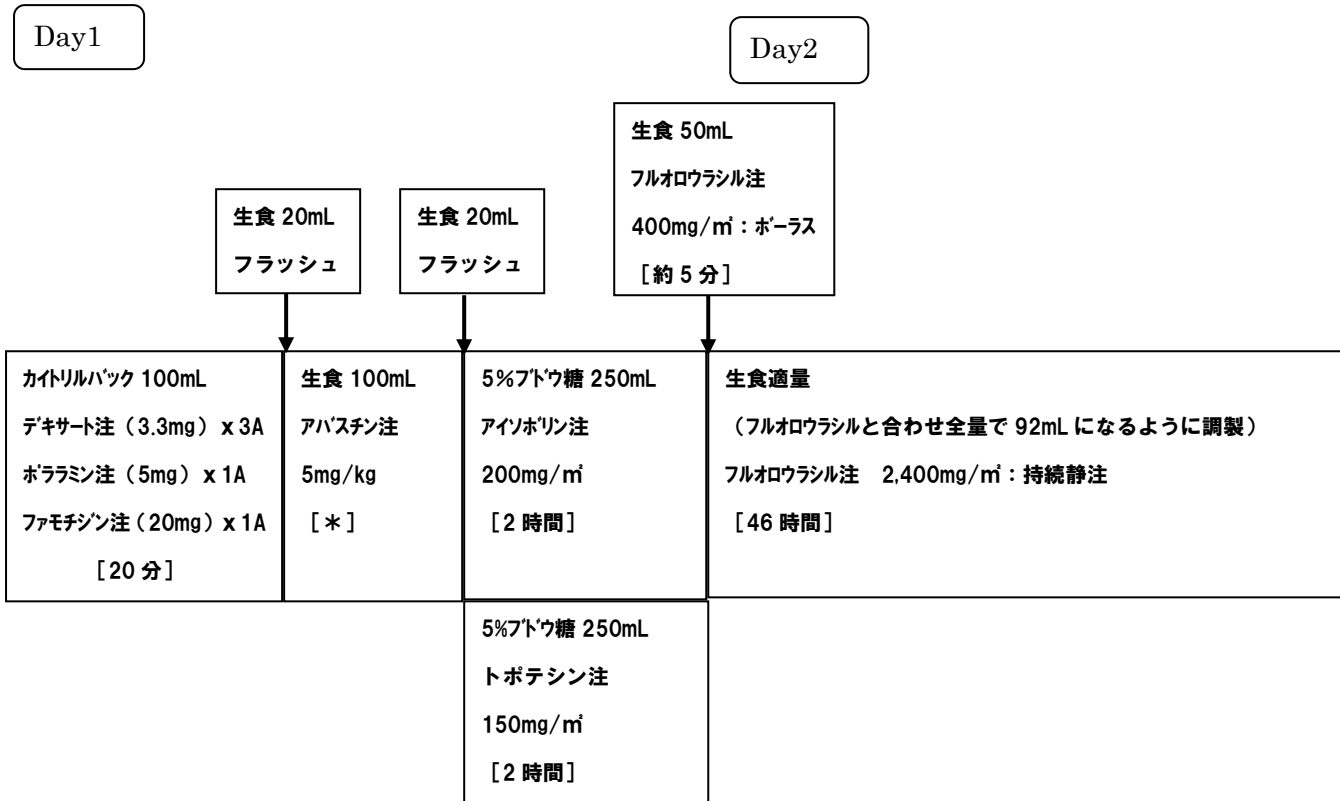 Day1
Day2
生食 50mL
フルオロウラシル注
400mg/㎡：ボーラス
［約 5 分］
生食 20mL
フラッシュ
生食 20mL
フラッシュ
カイトリルバック 100mL
デキサート注（3.3mg）x 3A
ポララミン注（5mg）x 1A
ファモチジン注（20mg）x 1A
［20 分］
生食 100mL
アバスチン注
5mg/kg
［＊］
5%ブドウ糖 250mL
アイソボリン注
200mg/㎡
［2 時間］
生食適量
（フルオロウラシルと合わせ全量で 92mL になるように調製）
フルオロウラシル注　2,400mg/㎡：持続静注
［46 時間］
5%ブドウ糖 250mL
トポテシン注
150mg/㎡
［2 時間］